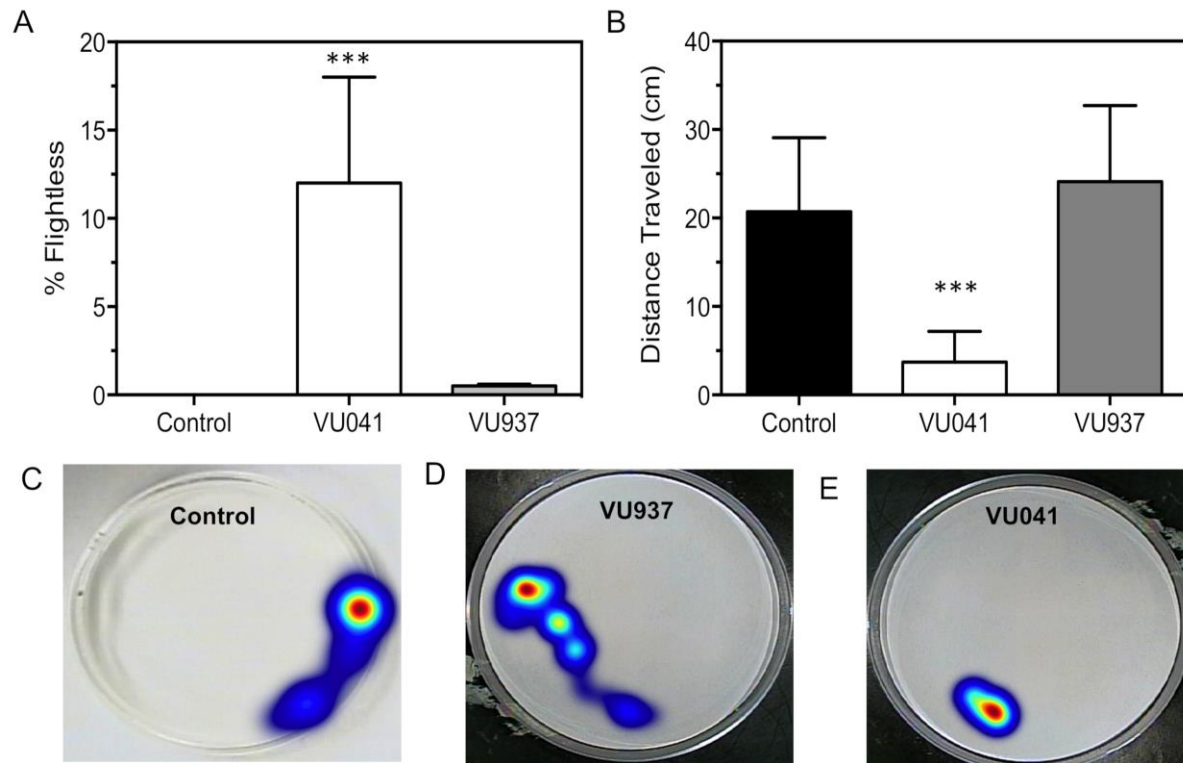 A
% Flightless
20
15
10
5
0
***
Control
VU041
VU937
B
Distance Traveled (cm)
40
30
20
10
0
***
Control
VU041
VU937
C
Control
D
VU937
E
VU041